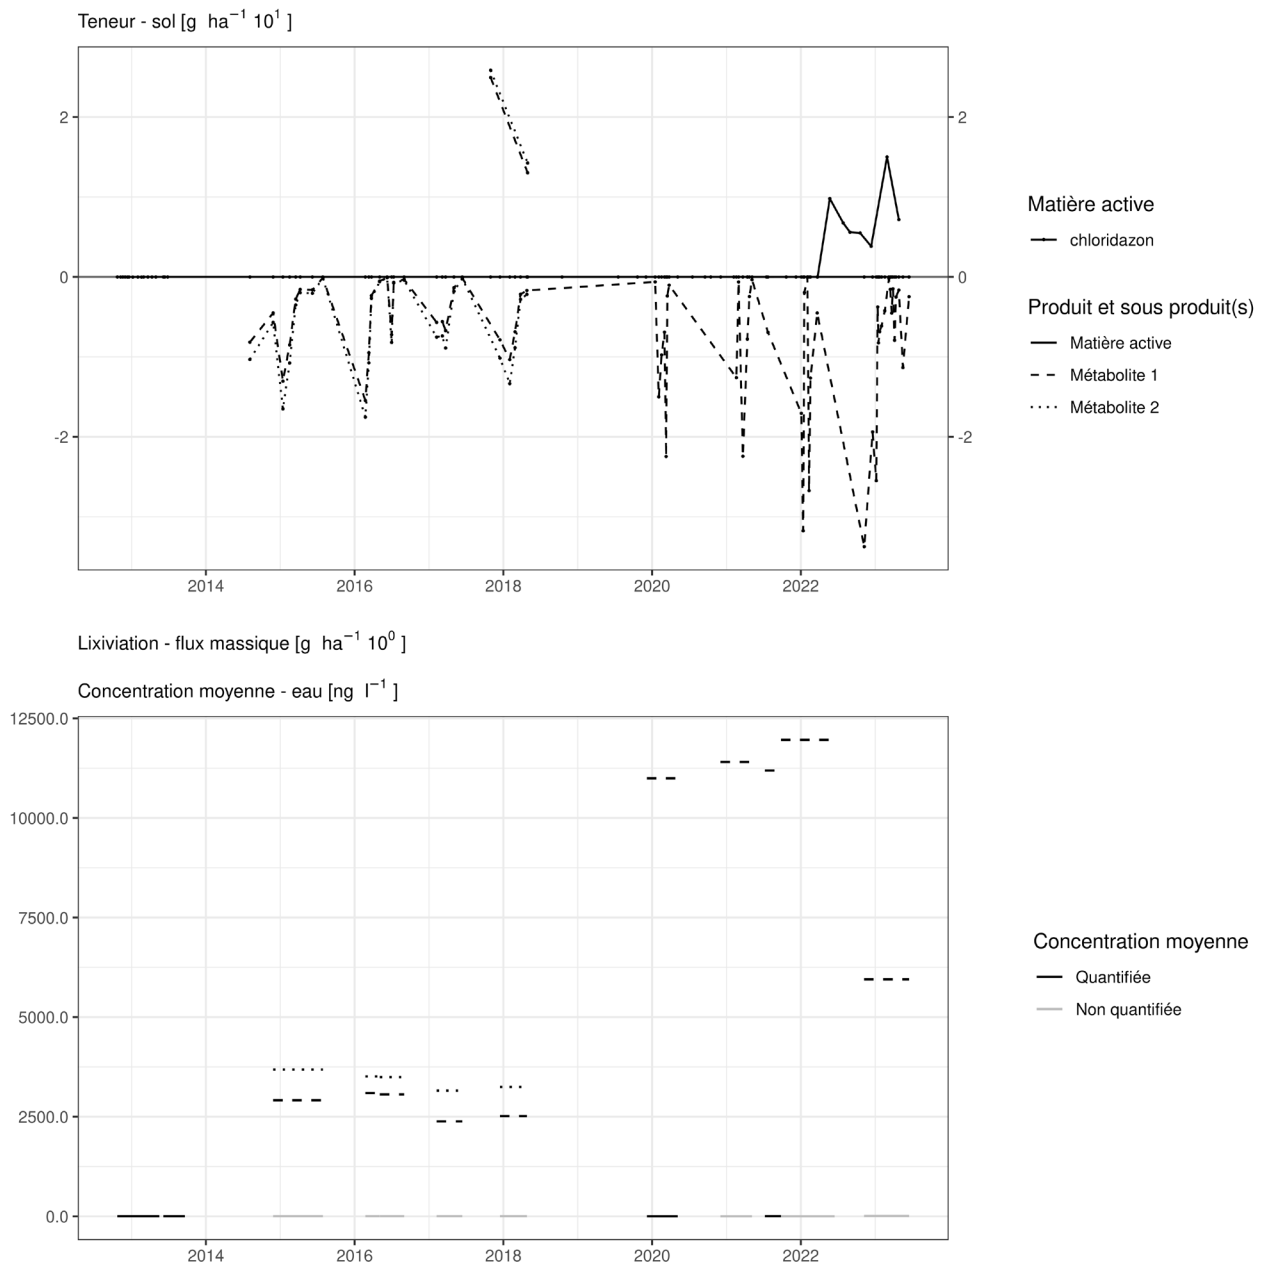 Teneur - sol [g ha⁻¹ 10¹ ]
2
0
-2
2
0
-2
2014 2016 2018 2020 2022
Matière active
chloridazon
Produit et sous produit(s)
Matière active
Métabolite 1
Métabolite 2
Lixiviation - flux massique [g ha⁻¹ 10⁰ ]
Concentration moyenne - eau [ng l⁻¹ ]
12500.0
10000.0
7500.0
5000.0
2500.0
0.0
2014 2016 2018 2020 2022
Concentration moyenne
Quantifiée
Non quantifiée